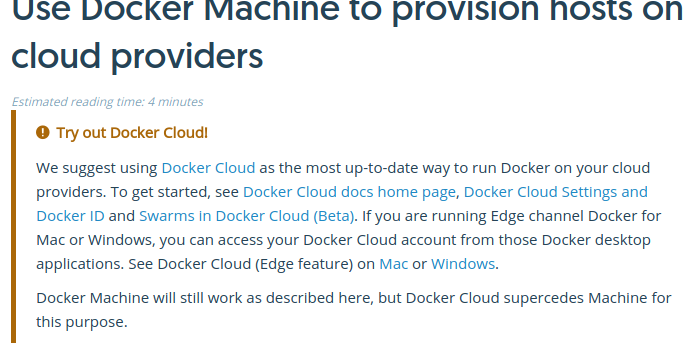 Use Docker Machine to provision hosts on
cloud providers
Estimated reading time: 4 minutes
Try out Docker Cloud!
We suggest using Docker Cloud as the most up-to-date way to run Docker on your cloud
providers. To get started, see Docker Cloud docs home page, Docker Cloud Settings and
Docker ID and Swarms in Docker Cloud (Beta). If you are running Edge channel Docker for
Mac or Windows, you can access your Docker Cloud account from those Docker desktop
applications. See Docker Cloud (Edge feature) on Mac or Windows.
Docker Machine will still work as described here, but Docker Cloud supercedes Machine for
this purpose.